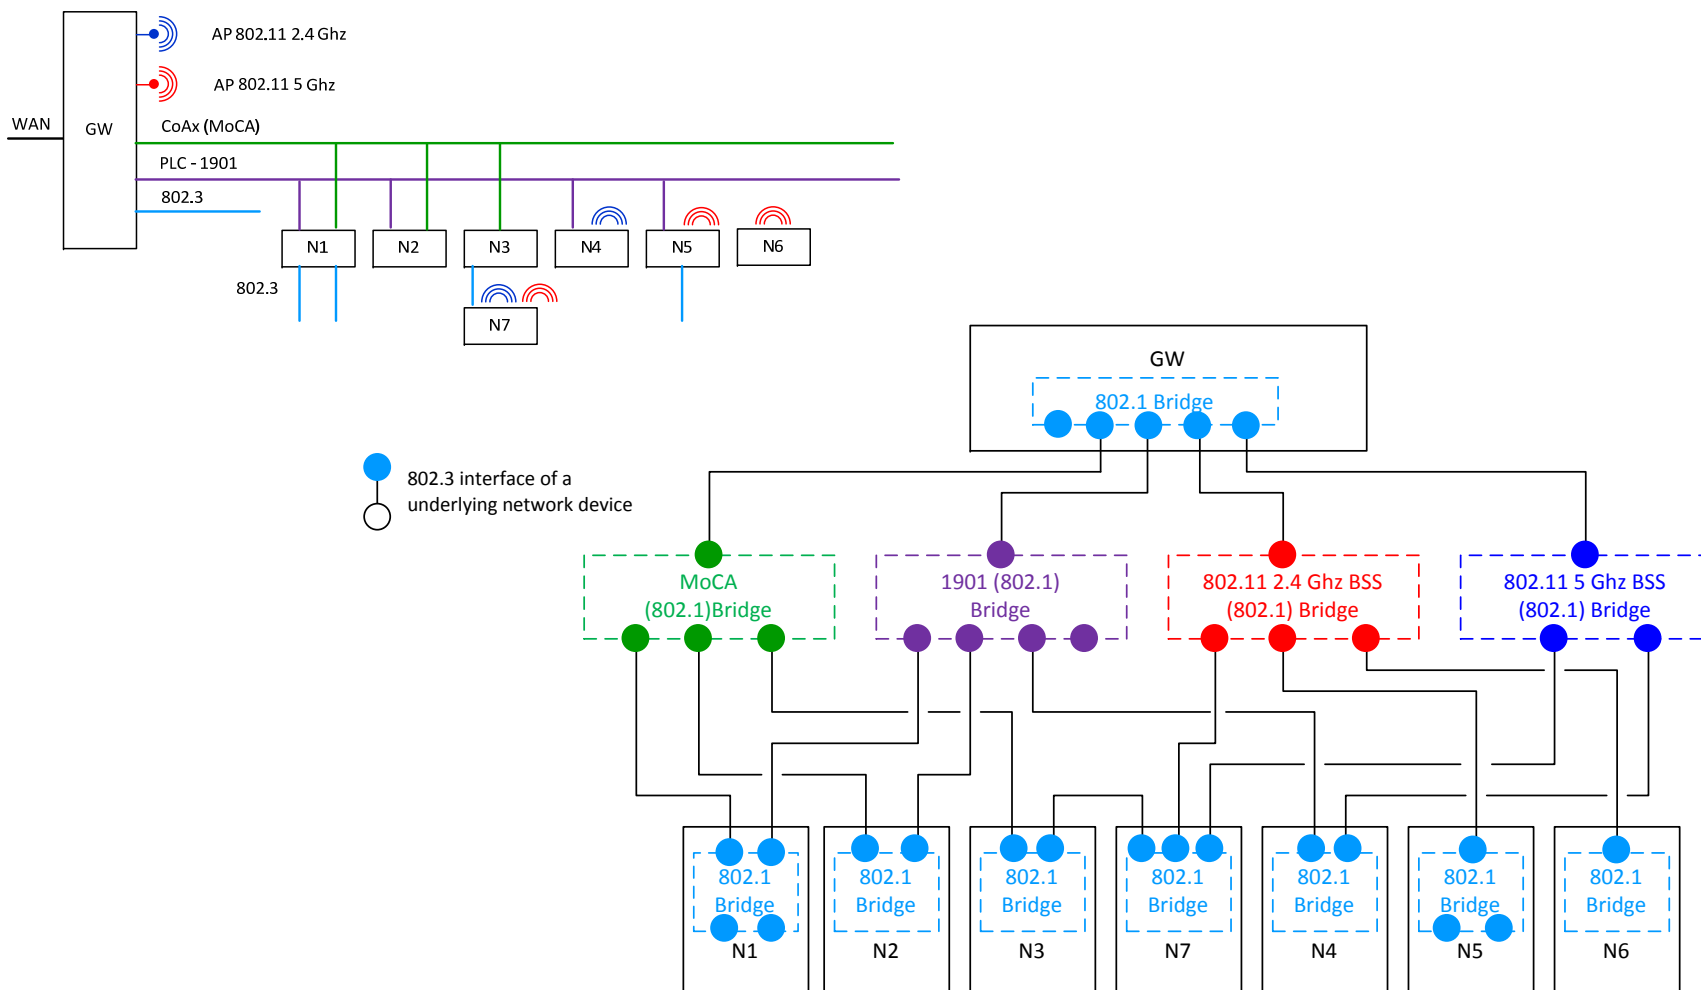 AP 802.11 2.4 Ghz
AP 802.11 5 Ghz
WAN
GW
CoAx (MoCA)
PLC - 1901
802.3
N1
N2
N3
N4
N5
N6
802.3
N7
GW
802.1 Bridge
802.3 interface of a
underlying network device
MoCA
(802.1)Bridge
1901 (802.1)
Bridge
802.11 2.4 Ghz BSS
(802.1) Bridge
802.11 5 Ghz BSS
(802.1) Bridge
802.1
Bridge
N1
802.1
Bridge
N2
802.1
Bridge
N3
802.1
Bridge
N7
802.1
Bridge
N4
802.1
Bridge
N5
802.1
Bridge
N6